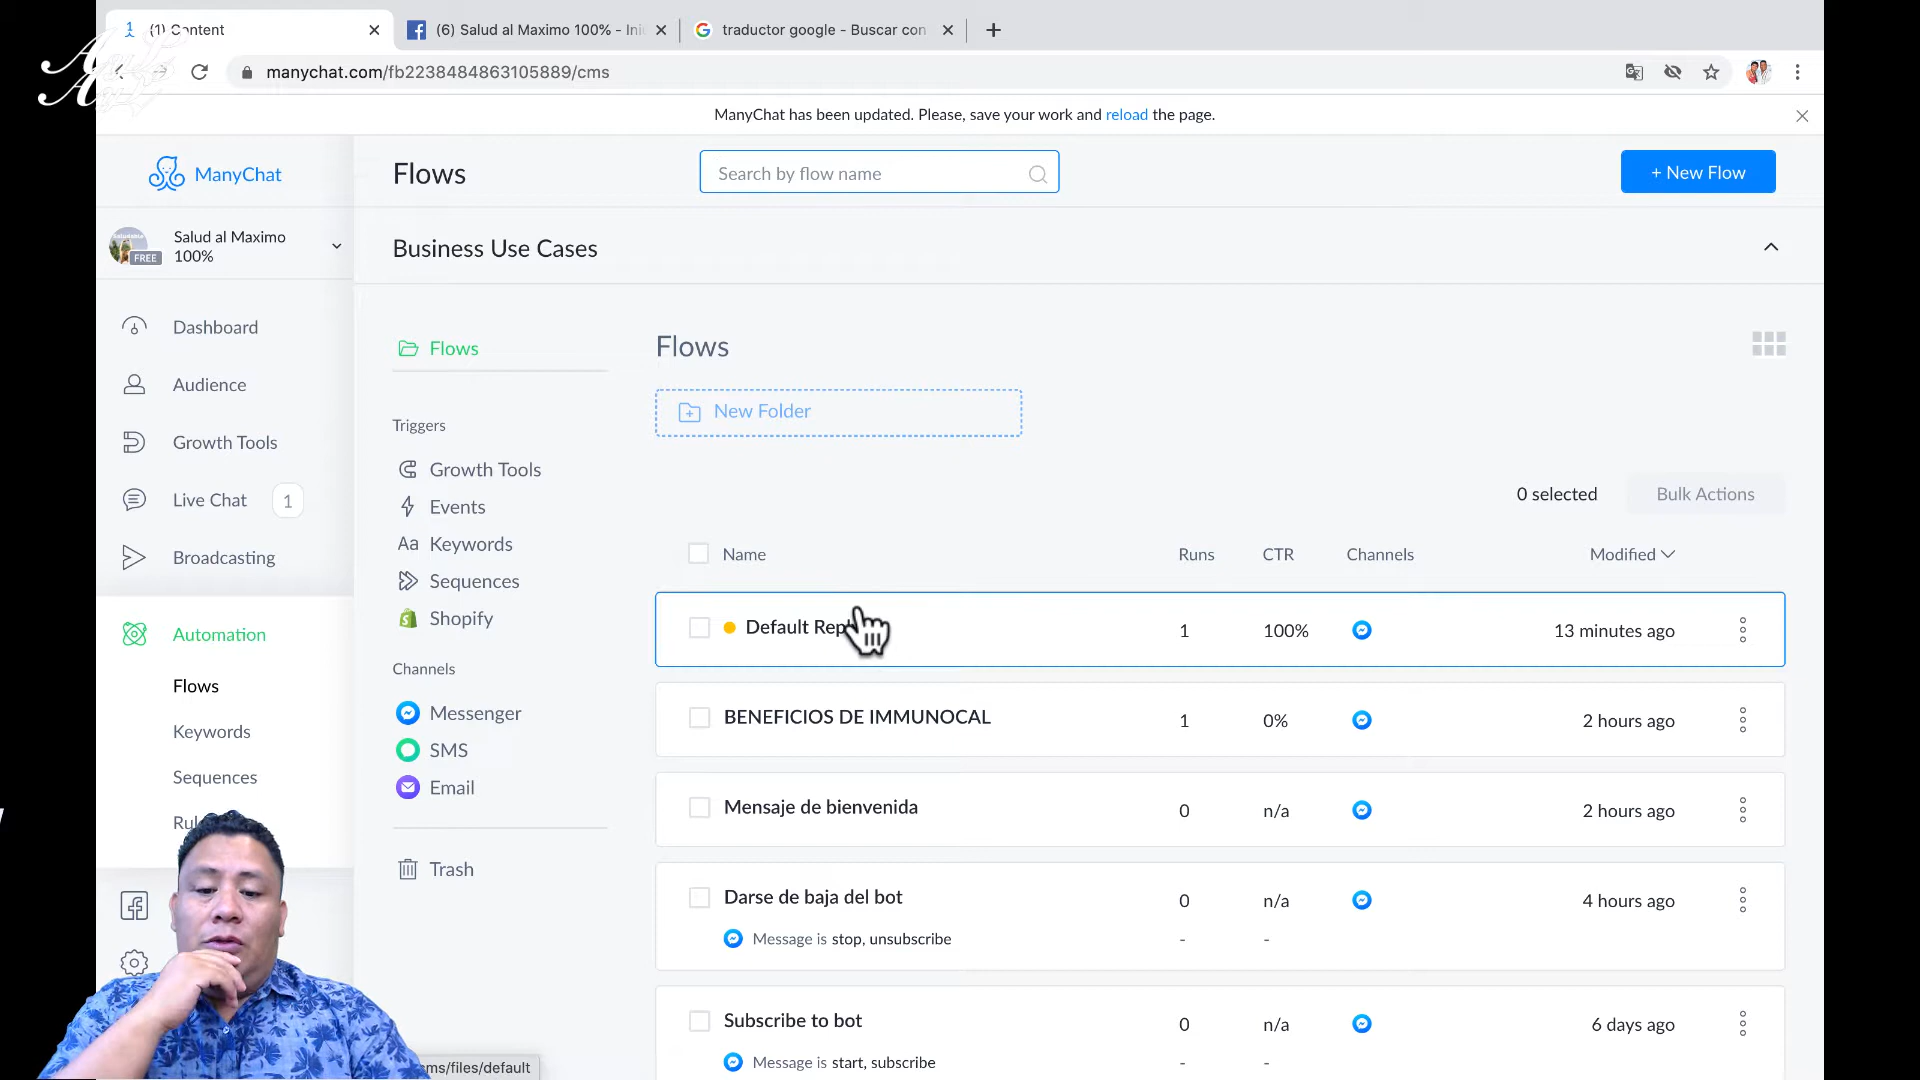 (1) Content
(6) Salud al Maximo 100% - Ini
traductor google - Buscar con
manychat.com/fb2238484863105889/cms
ManyChat has been updated. Please, save your work and reload the page.
ManyChat
Flows
Search by flow name
+ New Flow
Salud al Maximo
100%
FREE
Business Use Cases
Dashboard
Audience
Growth Tools
Live Chat 1
Broadcasting
Automation
Flows
Keywords
Sequences
Rul
Flows
Triggers
Growth Tools
Events
Aa Keywords
Sequences
Shopify
Channels
Messenger
SMS
Email
Trash
Flows
New Folder
0 selected
Bulk Actions
Name Runs CTR Channels Modified
Default Rep 1 100% 13 minutes ago
BENEFICIOS DE IMMUNOCAL 1 0% 2 hours ago
Mensaje de bienvenida 0 n/a 2 hours ago
Darse de baja del bot 0 n/a 4 hours ago
Message is stop, unsubscribe - -
Subscribe to bot 0 n/a 6 days ago
Message is start, subscribe - -
ms/files/default